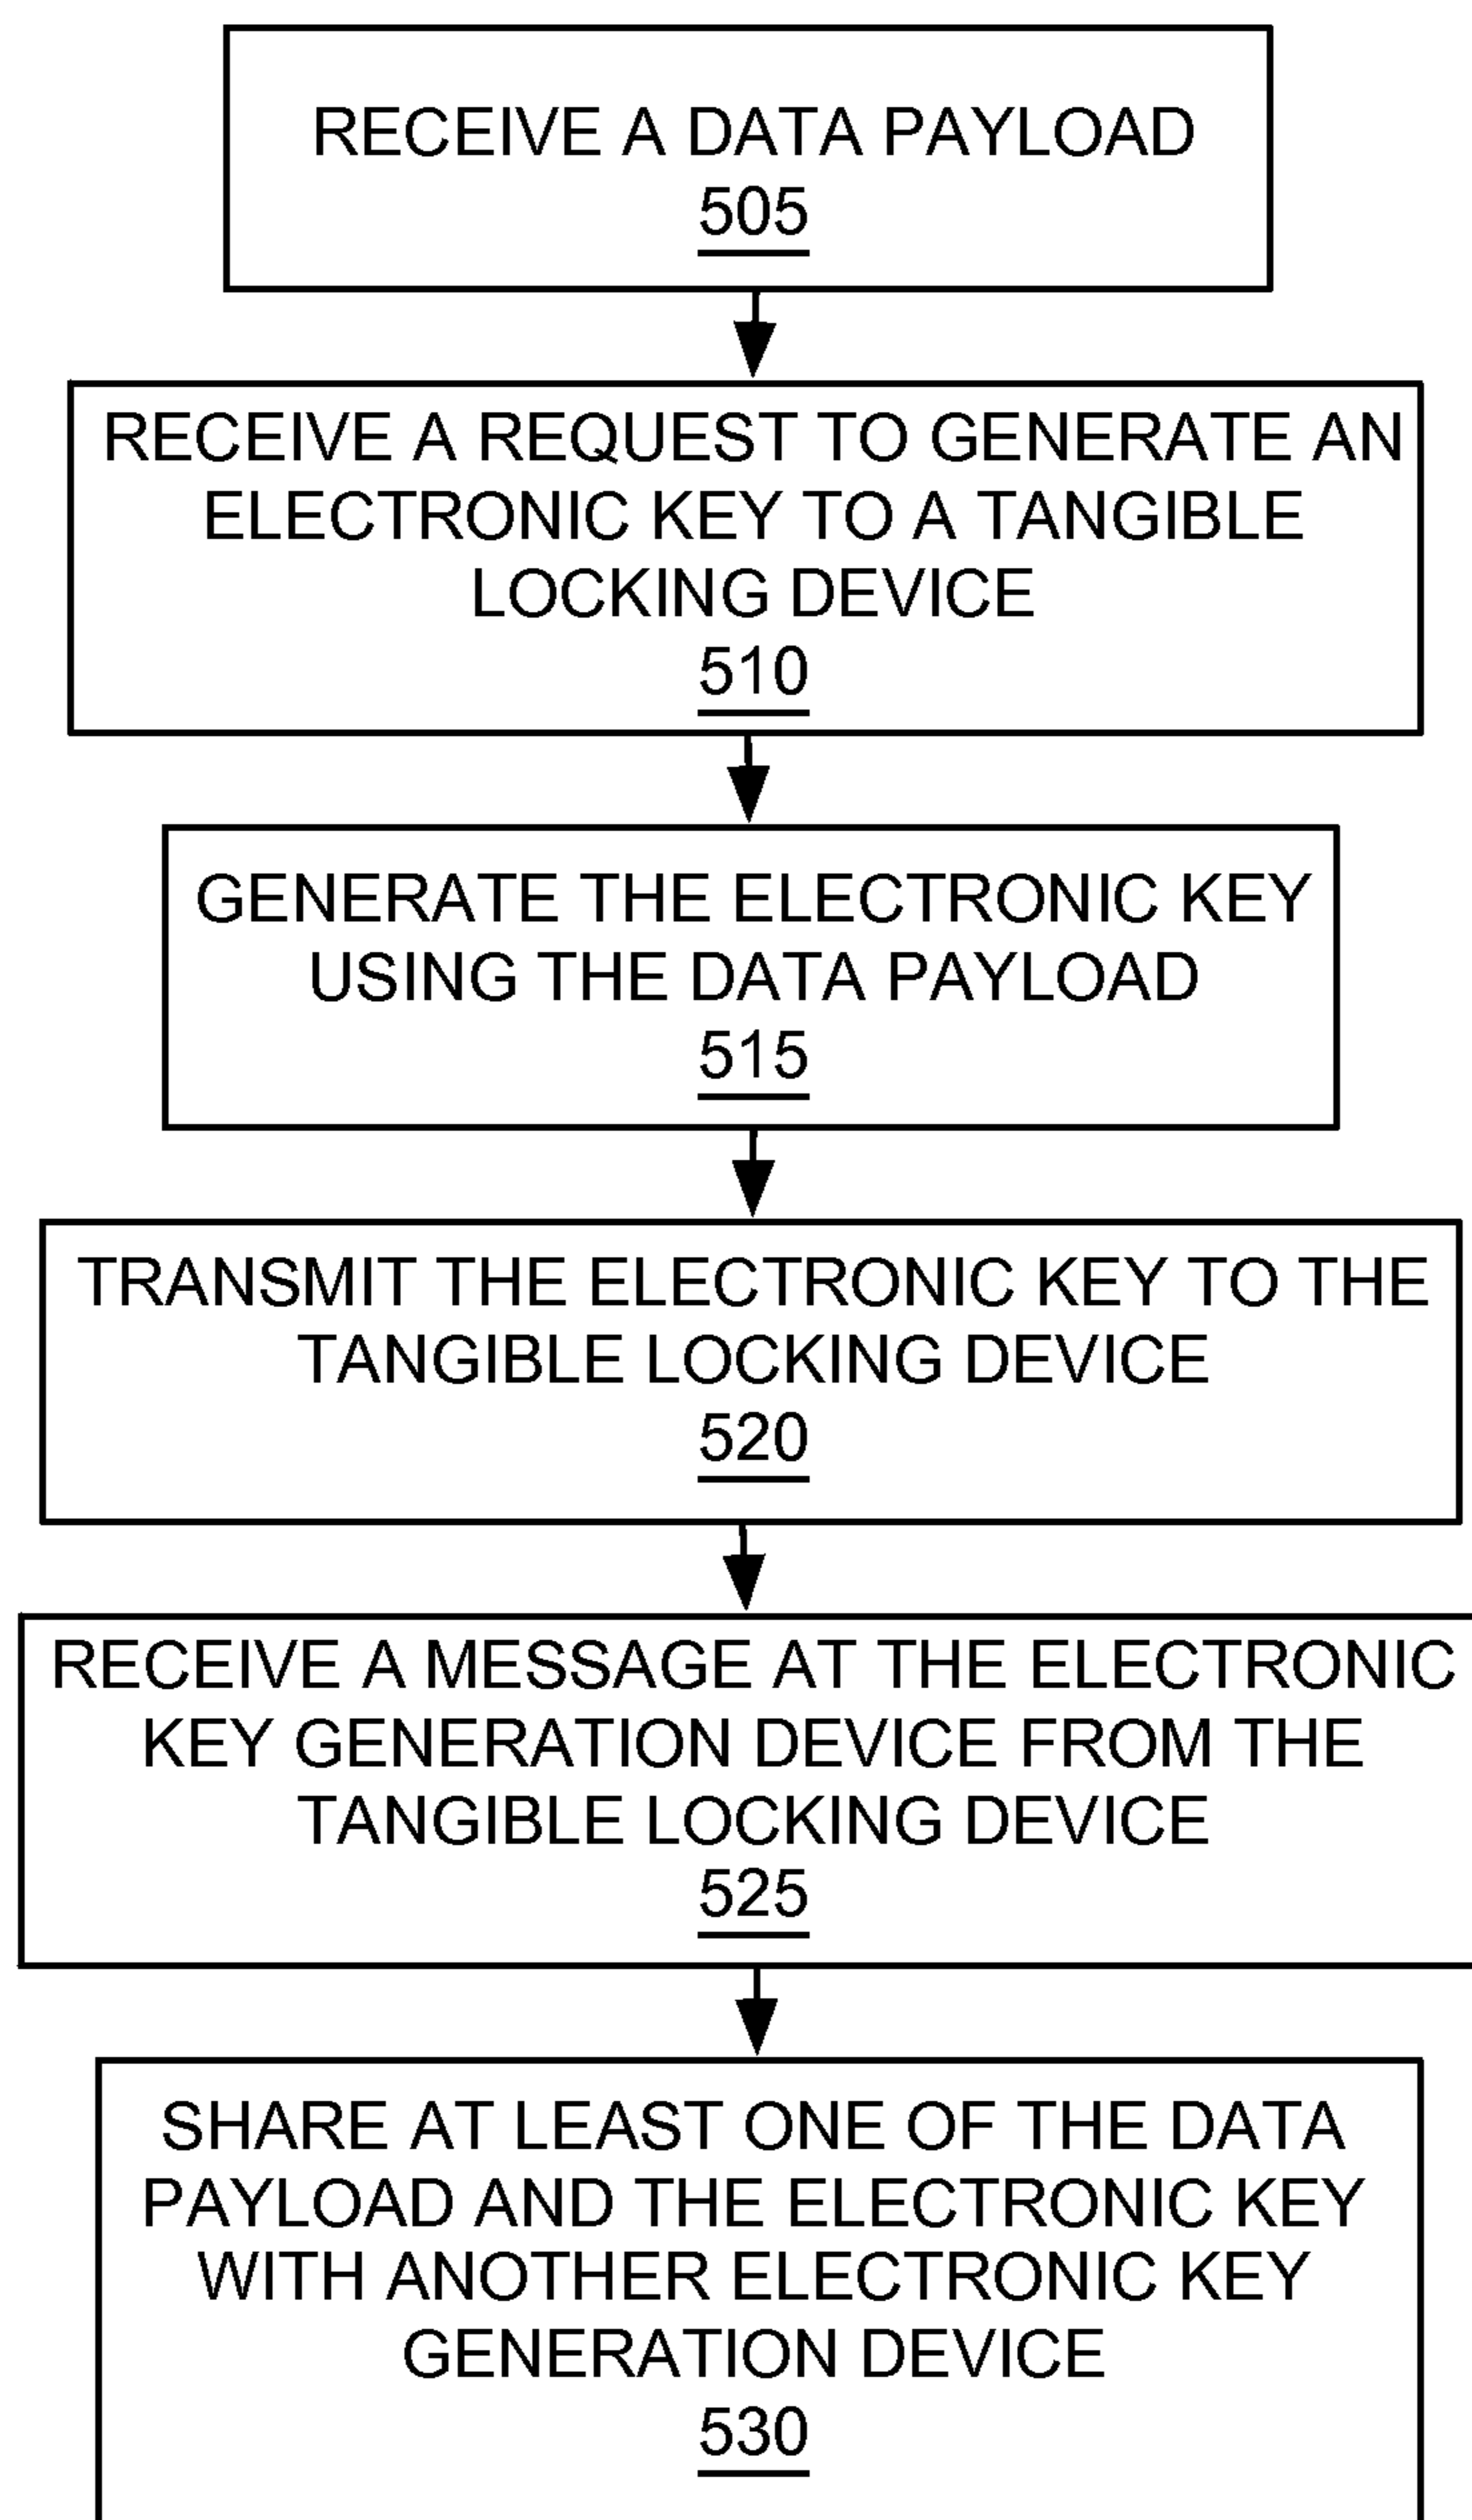 RECEIVE A DATA PAYLOAD
505
RECEIVE A REQUEST TO GENERATE AN
ELECTRONIC KEY TO A TANGIBLE
LOCKING DEVICE
510
GENERATE THE ELECTRONIC KEY
USING THE DATA PAYLOAD
515
TRANSMIT THE ELECTRONIC KEY TO THE
TANGIBLE LOCKING DEVICE
520
RECEIVE A MESSAGE AT THE ELECTRONIC
KEY GENERATION DEVICE FROM THE
TANGIBLE LOCKING DEVICE
525
SHARE AT LEAST ONE OF THE DATA
PAYLOAD AND THE ELECTRONIC KEY
WITH ANOTHER ELECTRONIC KEY
GENERATION DEVICE
530